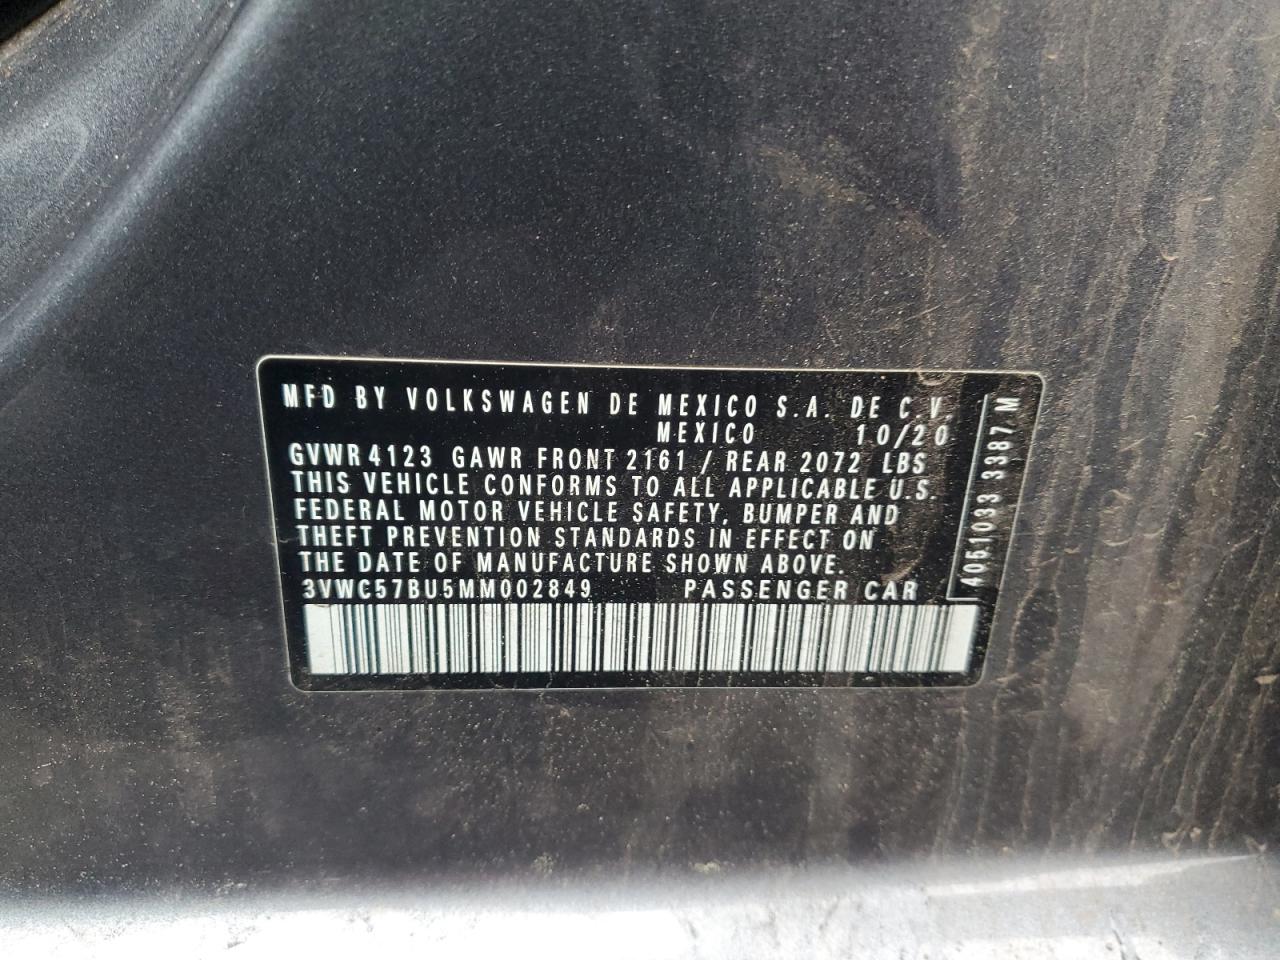 MFD BY VOLKSWAGEN DE MEXICO S.A. DE C.V.
MEXICO 10/20
GVWR 4123 GAWR FRONT 2161 / REAR 2072 LBS
THIS VEHICLE CONFORMS TO ALL APPLICABLE U.S.
FEDERAL MOTOR VEHICLE SAFETY, BUMPER AND
THEFT PREVENTION STANDARDS IN EFFECT ON
THE DATE OF MANUFACTURE SHOWN ABOVE.
3VWC57BU5MM002849 PASSENGER CAR
4051033 3387 M